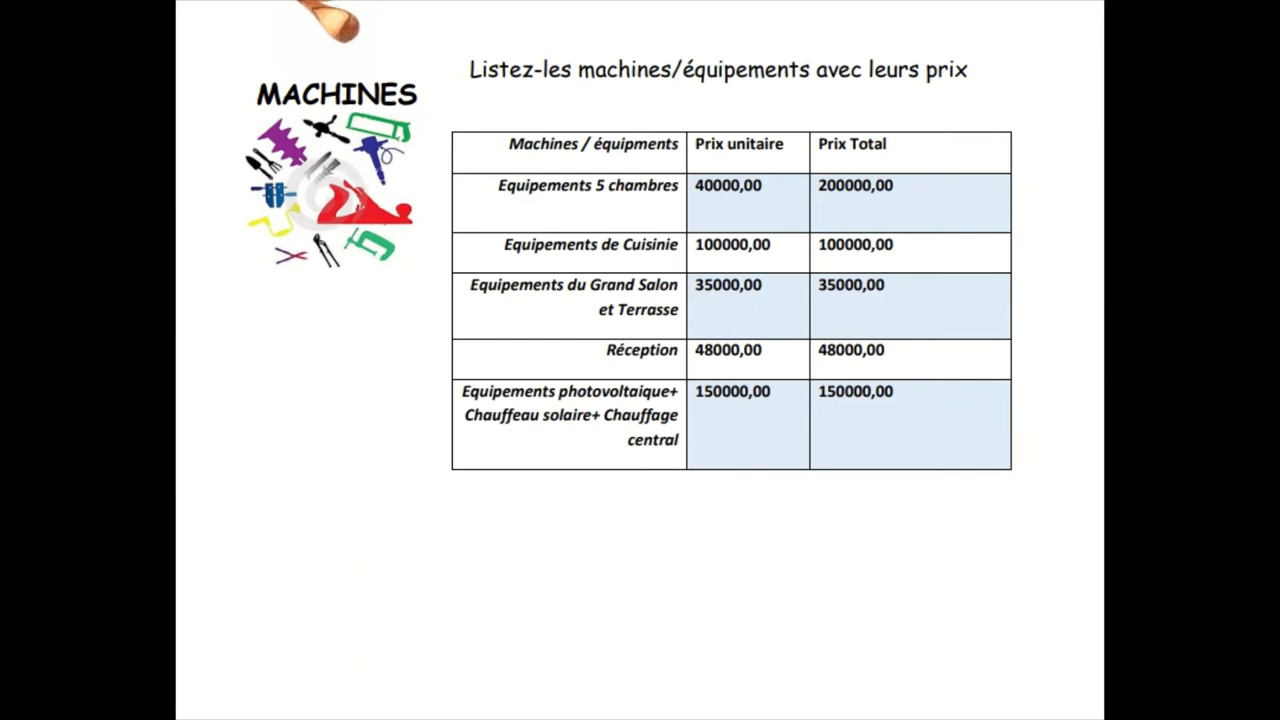 Listez-les machines/équipements avec leurs prix
MACHINES
Machines / équipments Prix unitaire Prix Total
Equipements 5 chambres 40000,00 200000,00
Equipements de Cuisinie 100000,00 100000,00
Equipements du Grand Salon 35000,00 35000,00
et Terrasse
Réception 48000,00 48000,00
Equipements photovoltaique+ 150000,00 150000,00
Chauffeau solaire+ Chauffage
central